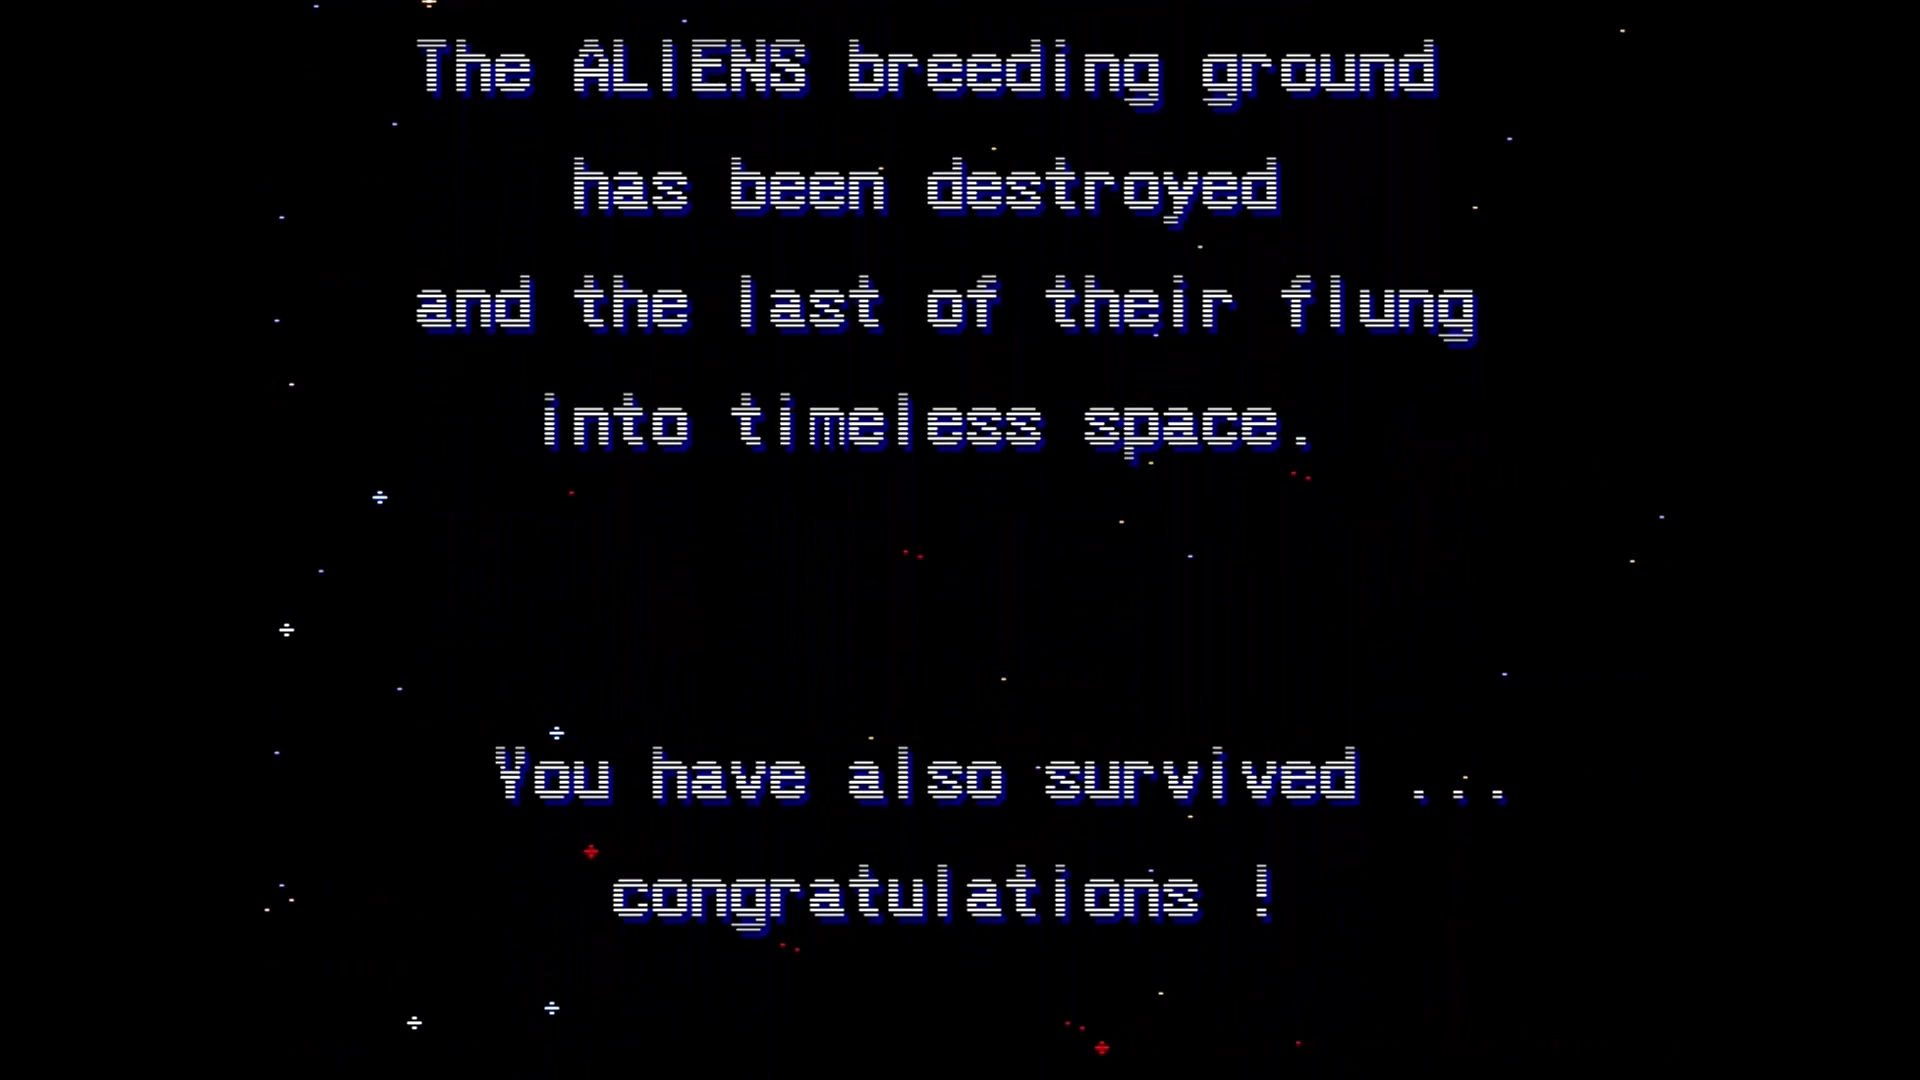 The ALIENS breeding ground
has been destroyed
and the last of their flung
into timeless space.
You have also survived ...
congratulations !